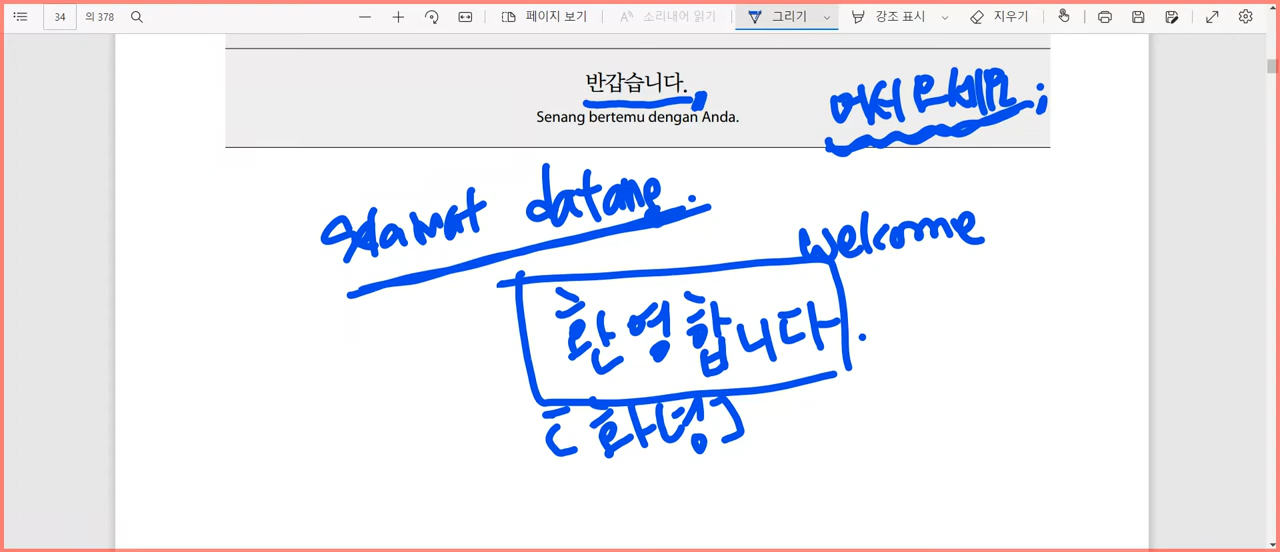 34 의 378 페이지 보기 소리내어 읽기 그리기 강조 표시 지우기
반갑습니다.
Senang bertemu dengan Anda.
어서 오세요;
Selamat datang.
welcome
환영합니다.
[환녕]